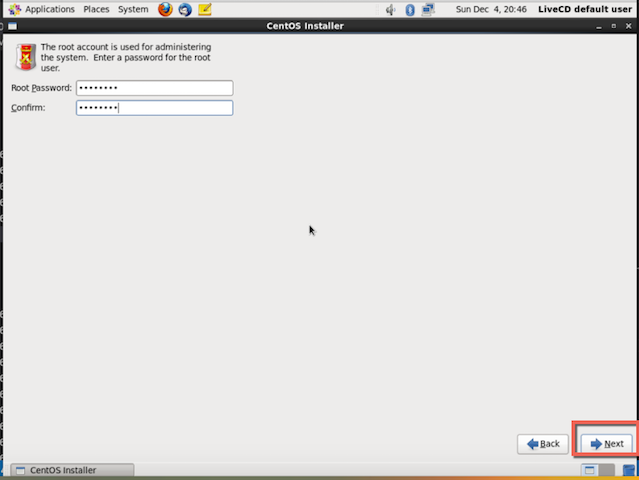 Applications Places System Sun Dec 4, 20:46 LiveCD default user
CentOS Installer
The root account is used for administering
the system. Enter a password for the root
user.
Root Password: ••••••••
Confirm: ••••••••
Back Next
CentOS Installer